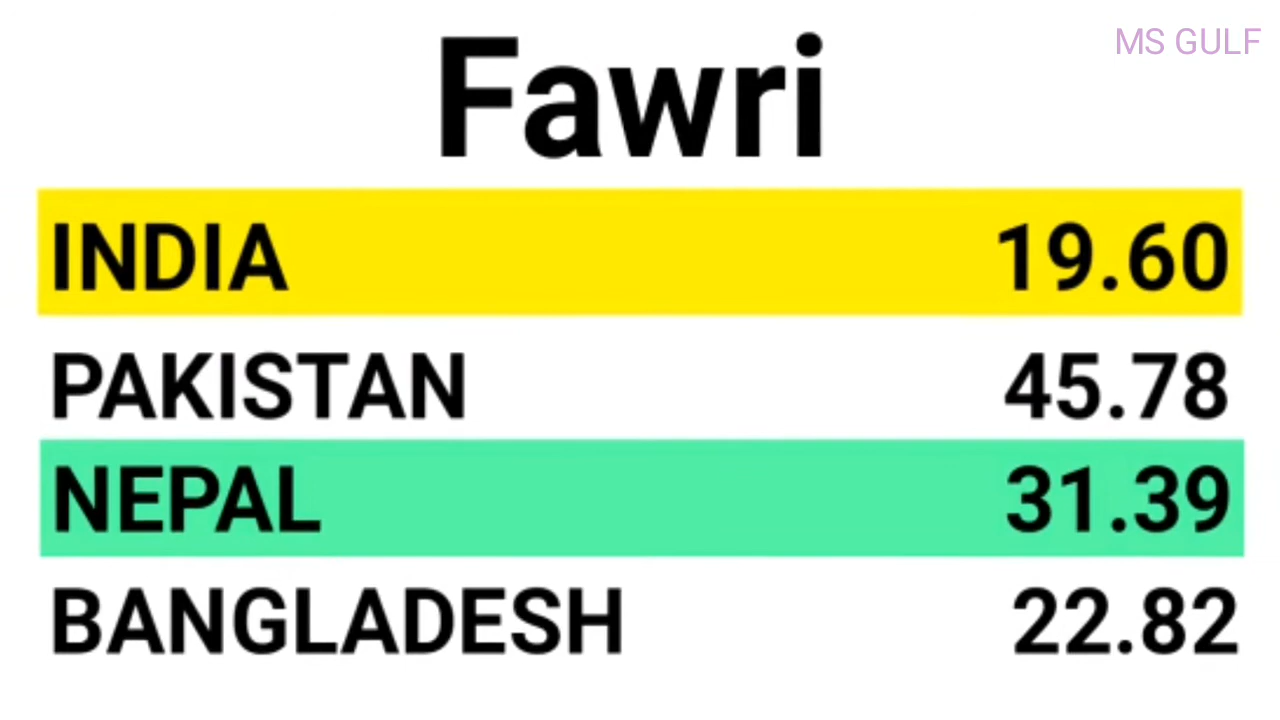 MS GULF
Fawri
INDIA 19.60
PAKISTAN 45.78
NEPAL 31.39
BANGLADESH 22.82